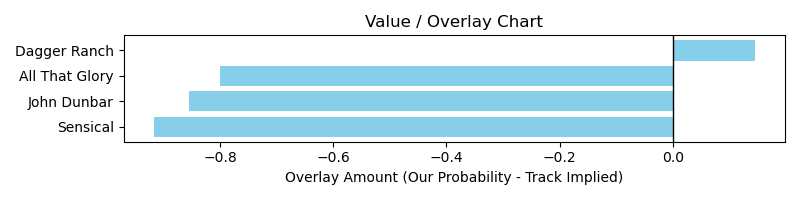 Value / Overlay Chart
Dagger Ranch
All That Glory
John Dunbar
Sensical
−0.8 −0.6 −0.4 −0.2 0.0
Overlay Amount (Our Probability - Track Implied)